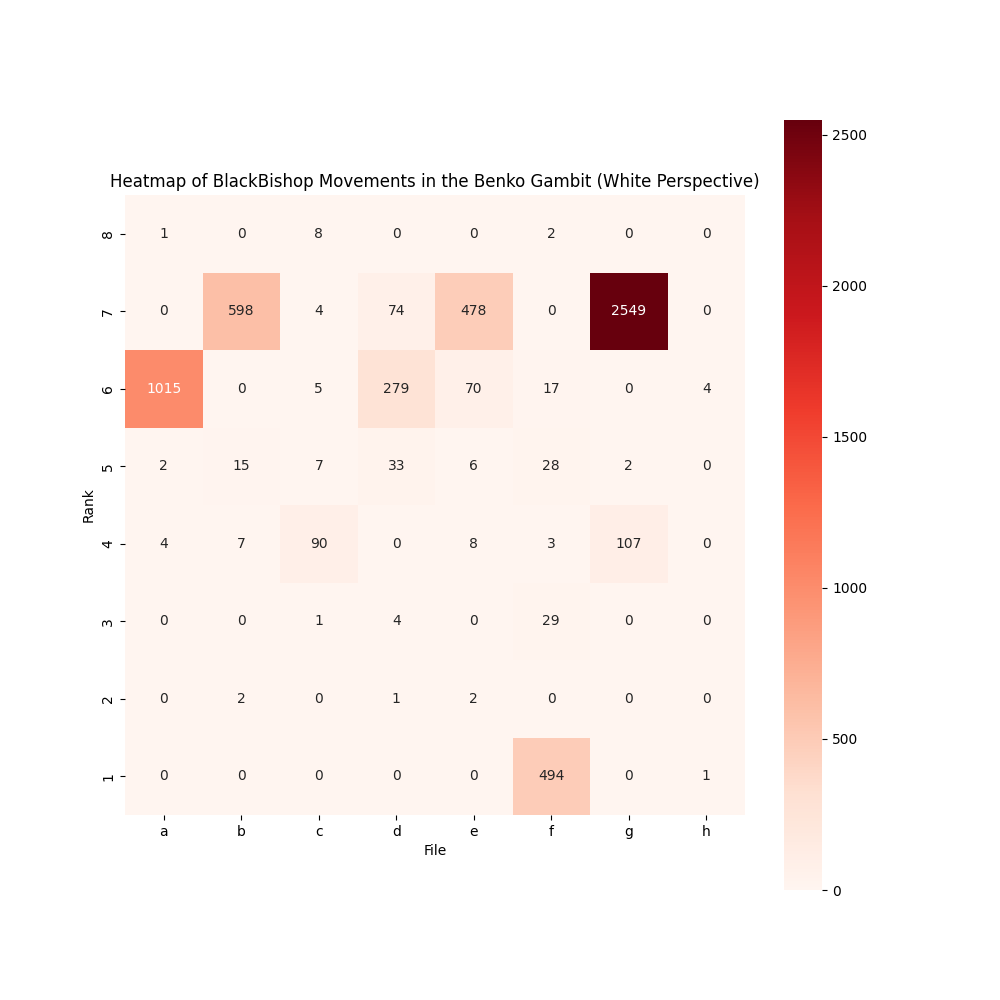 Heatmap of BlackBishop Movements in the Benko Gambit (White Perspective)
8 1 0 8 0 0 2 0 0
7 0 598 4 74 478 0 2549 0
6 1015 0 5 279 70 17 0 4
5 2 15 7 33 6 28 2 0
Rank
4 4 7 90 0 8 3 107 0
3 0 0 1 4 0 29 0 0
2 0 2 0 1 2 0 0 0
1 0 0 0 0 0 494 0 1
a b c d e f g h
File
2500
2000
1500
1000
500
0